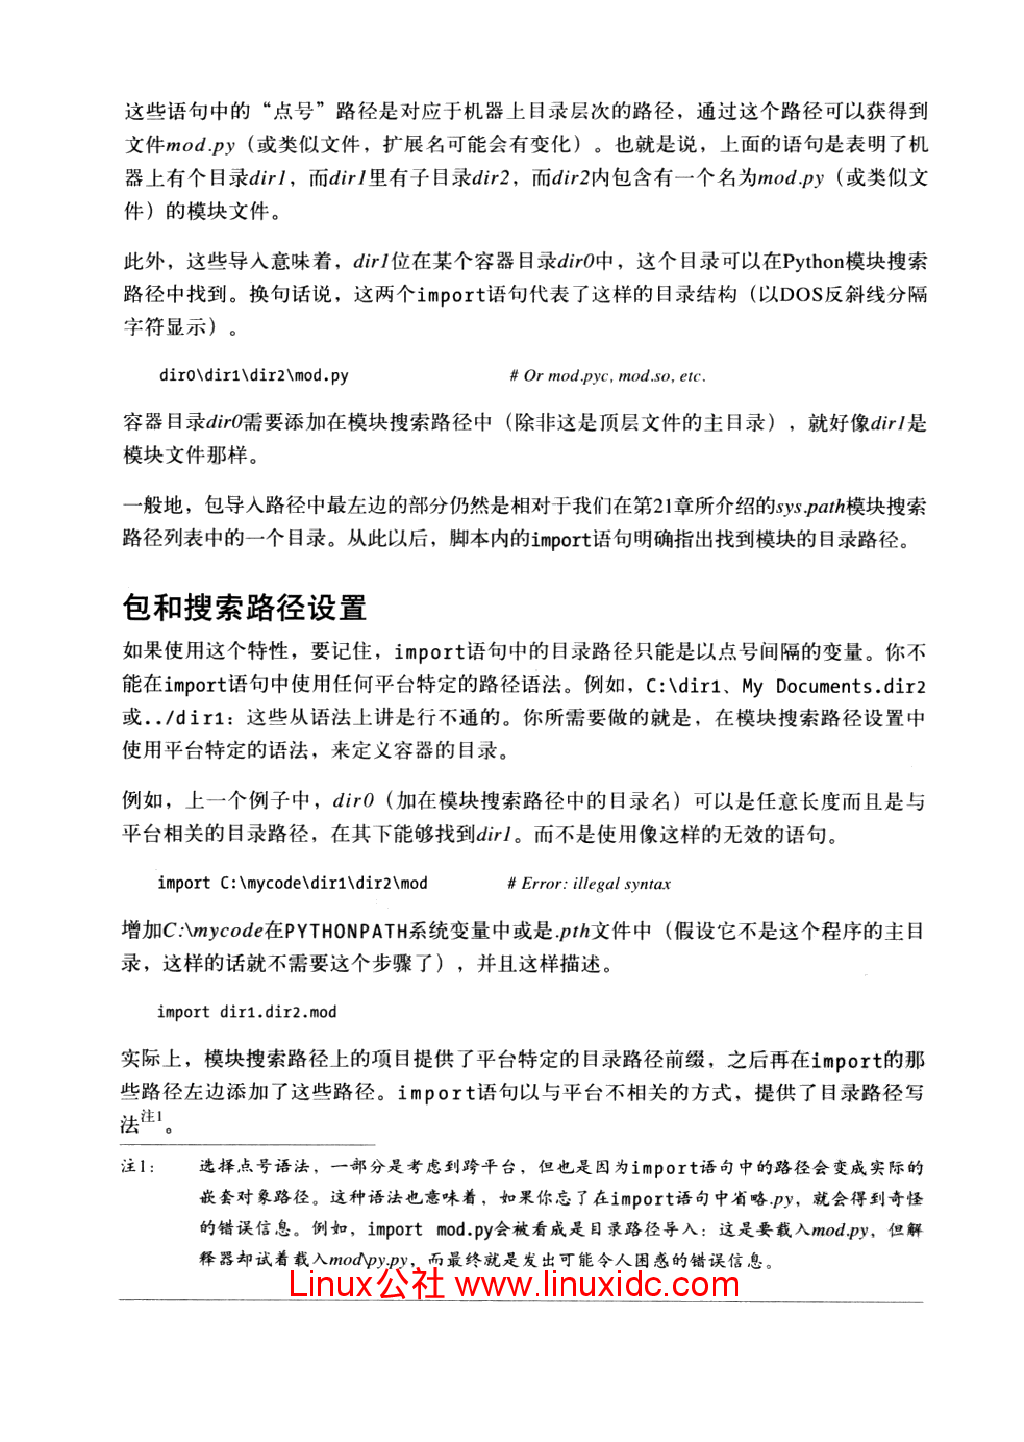 这些语句中的“点号”路径是对应于机器上目录层次的路径，通过这个路径可以获得到
文件mod.py（或类似文件，扩展名可能会有变化）。也就是说，上面的语句是表明了机
器上有个目录dir1，而dir1里有子目录dir2，而dir2内包含有一个名为mod.py（或类似文
件）的模块文件。
此外，这些导入意味着，dir1位在某个容器目录dir0中，这个目录可以在Python模块搜索
路径中找到。换句话说，这两个import语句代表了这样的目录结构（以DOS反斜线分隔
字符显示）。
dir0\dir1\dir2\mod.py # Or mod.pyc, mod.so, etc.
容器目录dir0需要添加在模块搜索路径中（除非这是顶层文件的主目录），就好像dir1是
模块文件那样。
一般地，包导入路径中最左边的部分仍然是相对于我们在第21章所介绍的sys.path模块搜索
路径列表中的一个目录。从此以后，脚本内的import语句明确指出找到模块的目录路径。
包和搜索路径设置
如果使用这个特性，要记住，import语句中的目录路径只能是以点号间隔的变量。你不
能在import语句中使用任何平台特定的路径语法。例如，C:\dir1、My Documents.dir2
或../dir1：这些从语法上讲是行不通的。你所需要做的就是，在模块搜索路径设置中
使用平台特定的语法，来定义容器的目录。
例如，上一个例子中，dir0（加在模块搜索路径中的目录名）可以是任意长度而且是与
平台相关的目录路径，在其下能够找到dir1。而不是使用像这样的无效的语句。
import C:\mycode\dir1\dir2\mod # Error: illegal syntax
增加C:\mycode在PYTHONPATH系统变量中或是.pth文件中（假设它不是这个程序的主目
录，这样的话就不需要这个步骤了），并且这样描述。
import dir1.dir2.mod
实际上，模块搜索路径上的项目提供了平台特定的目录路径前缀，之后再在import的那
些路径左边添加了这些路径。import语句以与平台不相关的方式，提供了目录路径写
法注1。
注1： 选择点号语法，一部分是考虑到跨平台，但也是因为import语句中的路径会变成实际的
嵌套对象路径。这种语法也意味着，如果你忘了在import语句中省略.py，就会得到奇怪
的错误信息。例如，import mod.py会被看成是目录路径导入：这是要载入mod.py，但解
释器却试着载入mod\py.py，而最终就是发出可能令人困惑的错误信息。
Linux公社 www.linuxidc.com